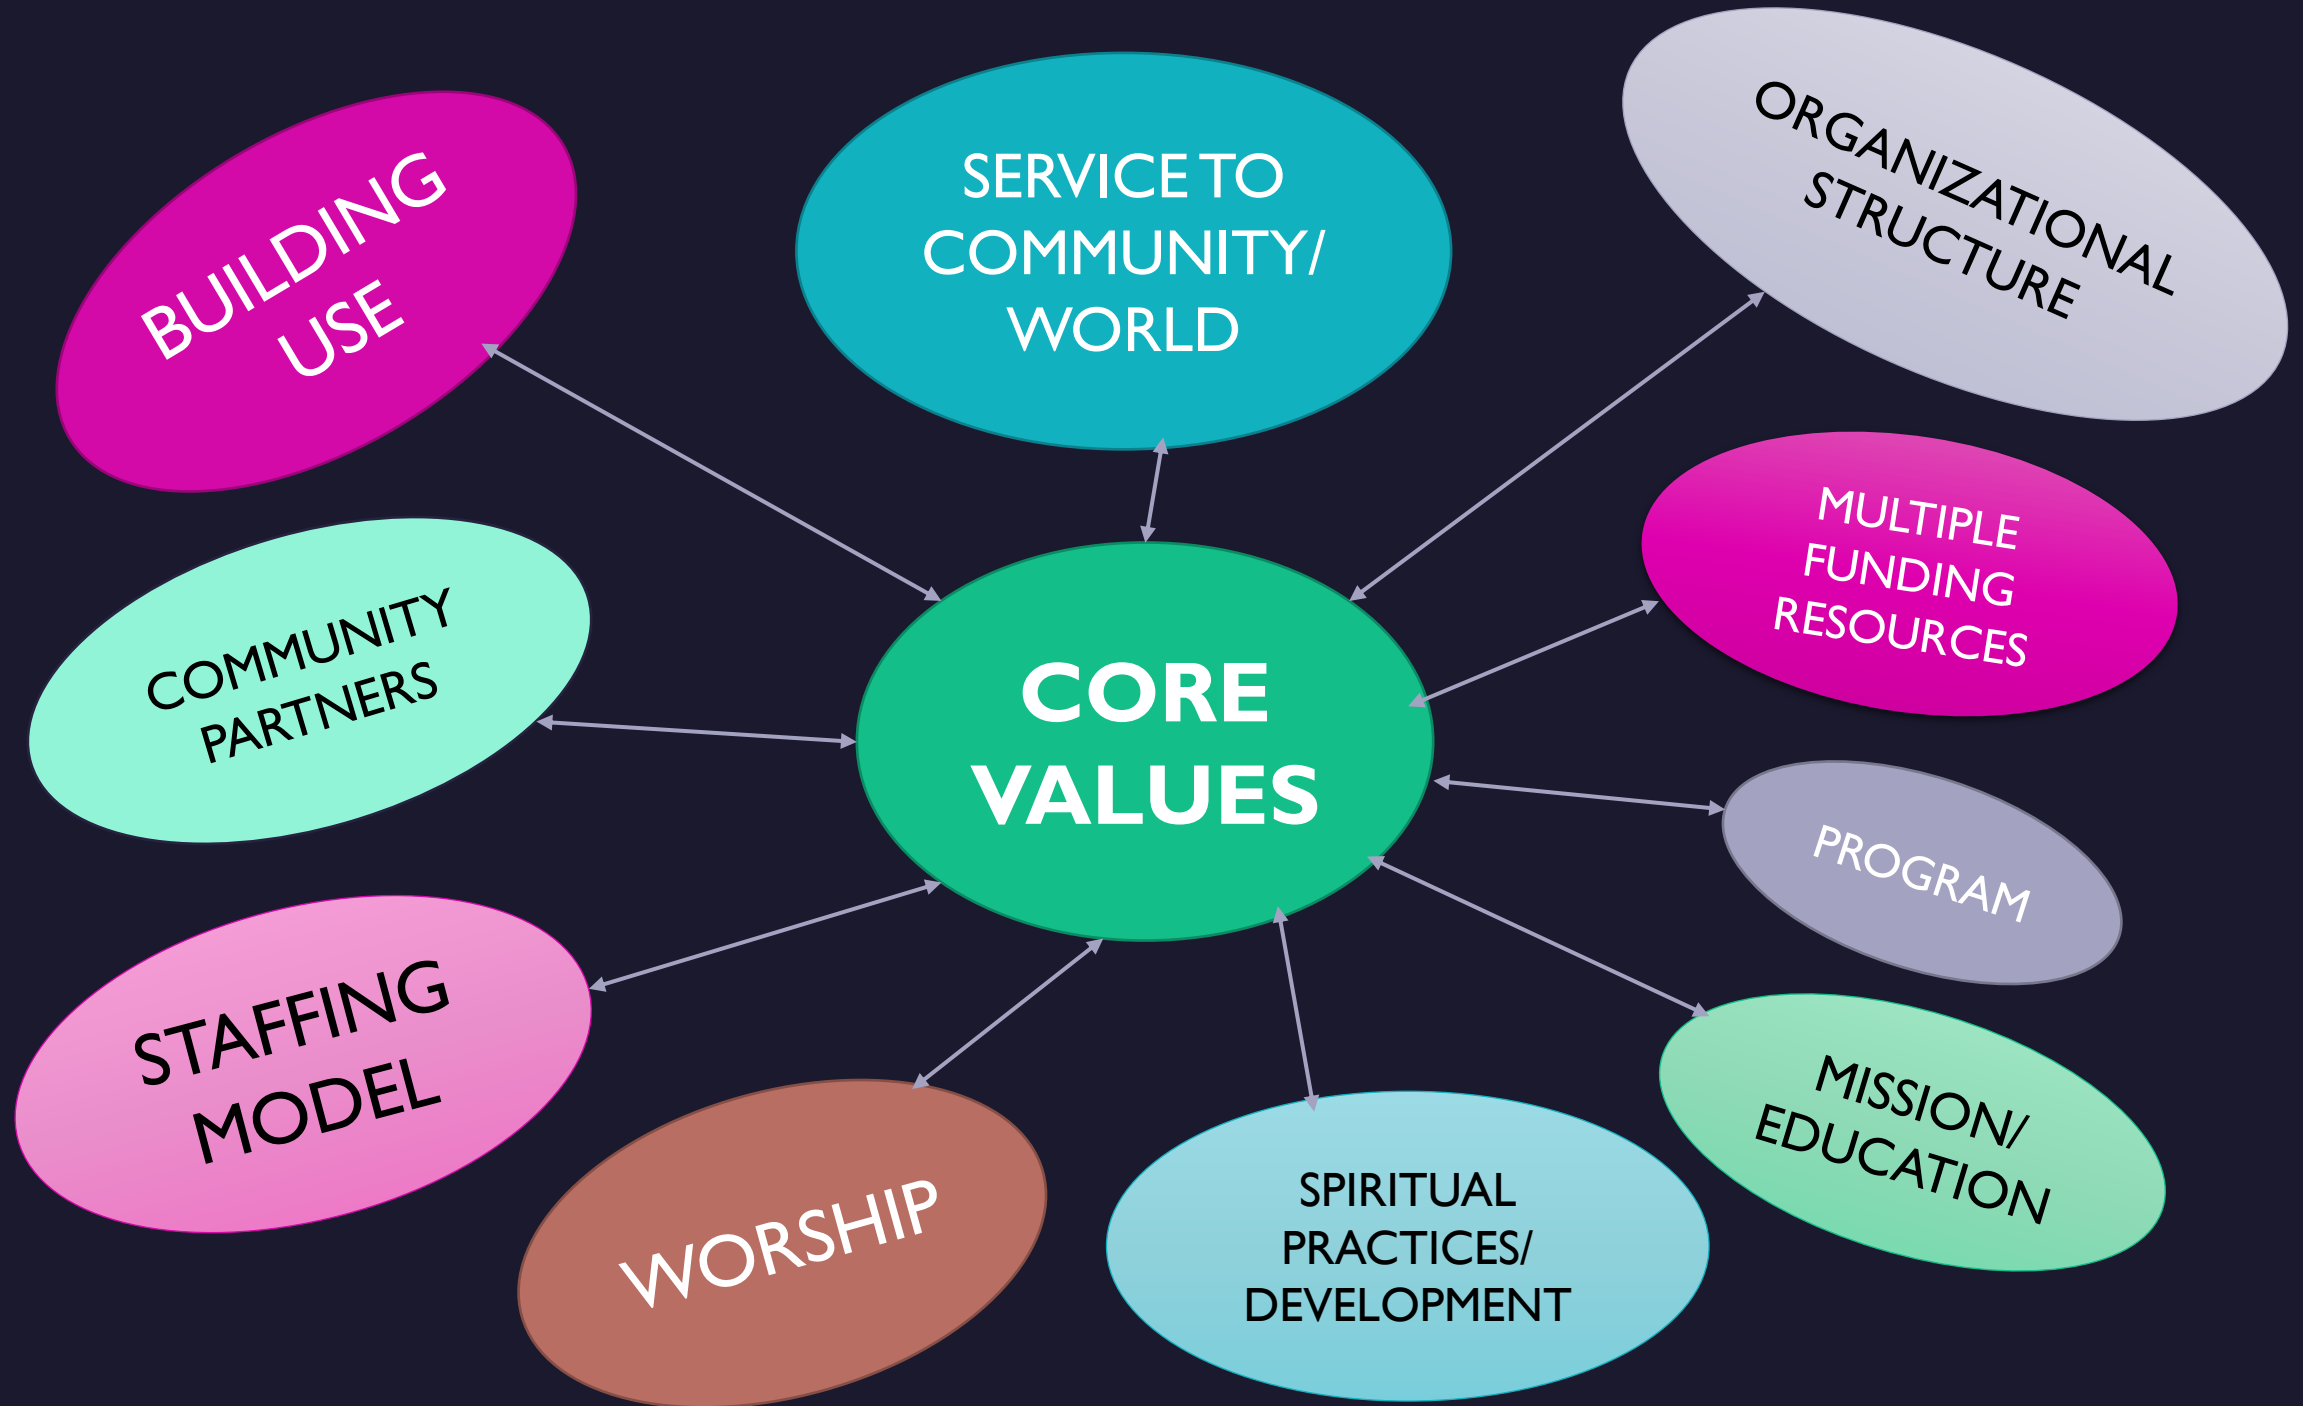 BUILDING
USE
SERVICE TO
COMMUNITY/
WORLD
ORGANIZATIONAL
STRUCTURE
MULTIPLE
FUNDING
RESOURCES
COMMUNITY
PARTNERS
CORE
VALUES
PROGRAM
STAFFING
MODEL
WORSHIP
SPIRITUAL
PRACTICES/
DEVELOPMENT
MISSION/
EDUCATION